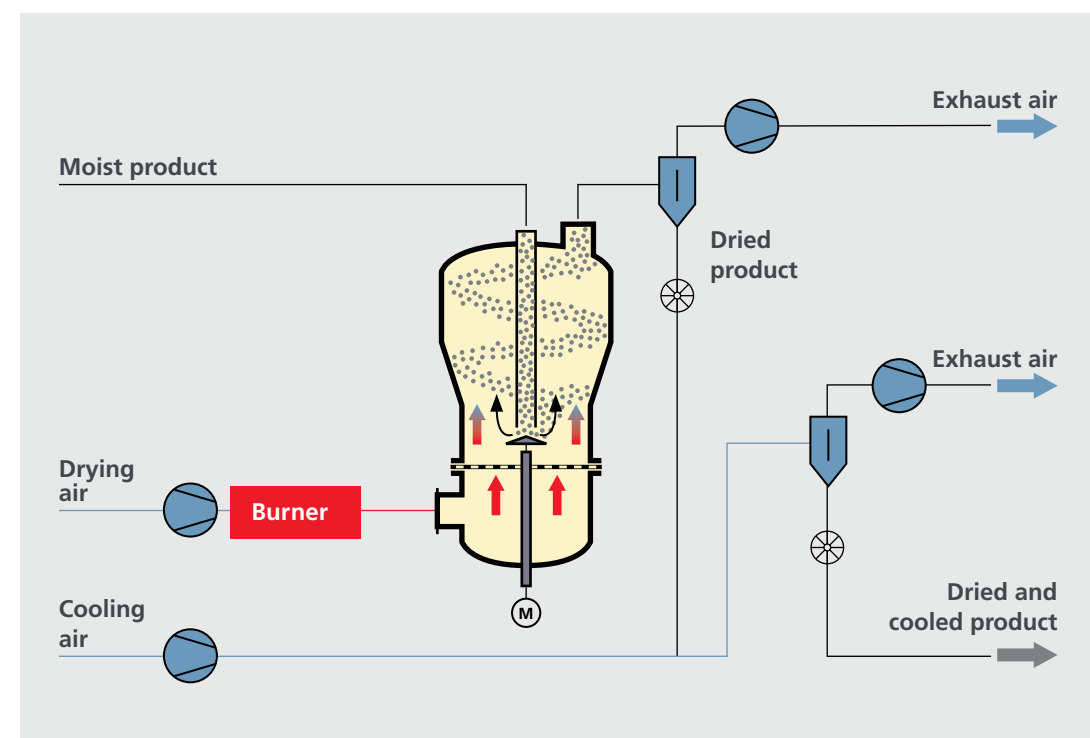 Exhaust air
Moist product
Dried
product
Exhaust air
Drying
air
Burner
Dried and
cooled product
Cooling
air
M